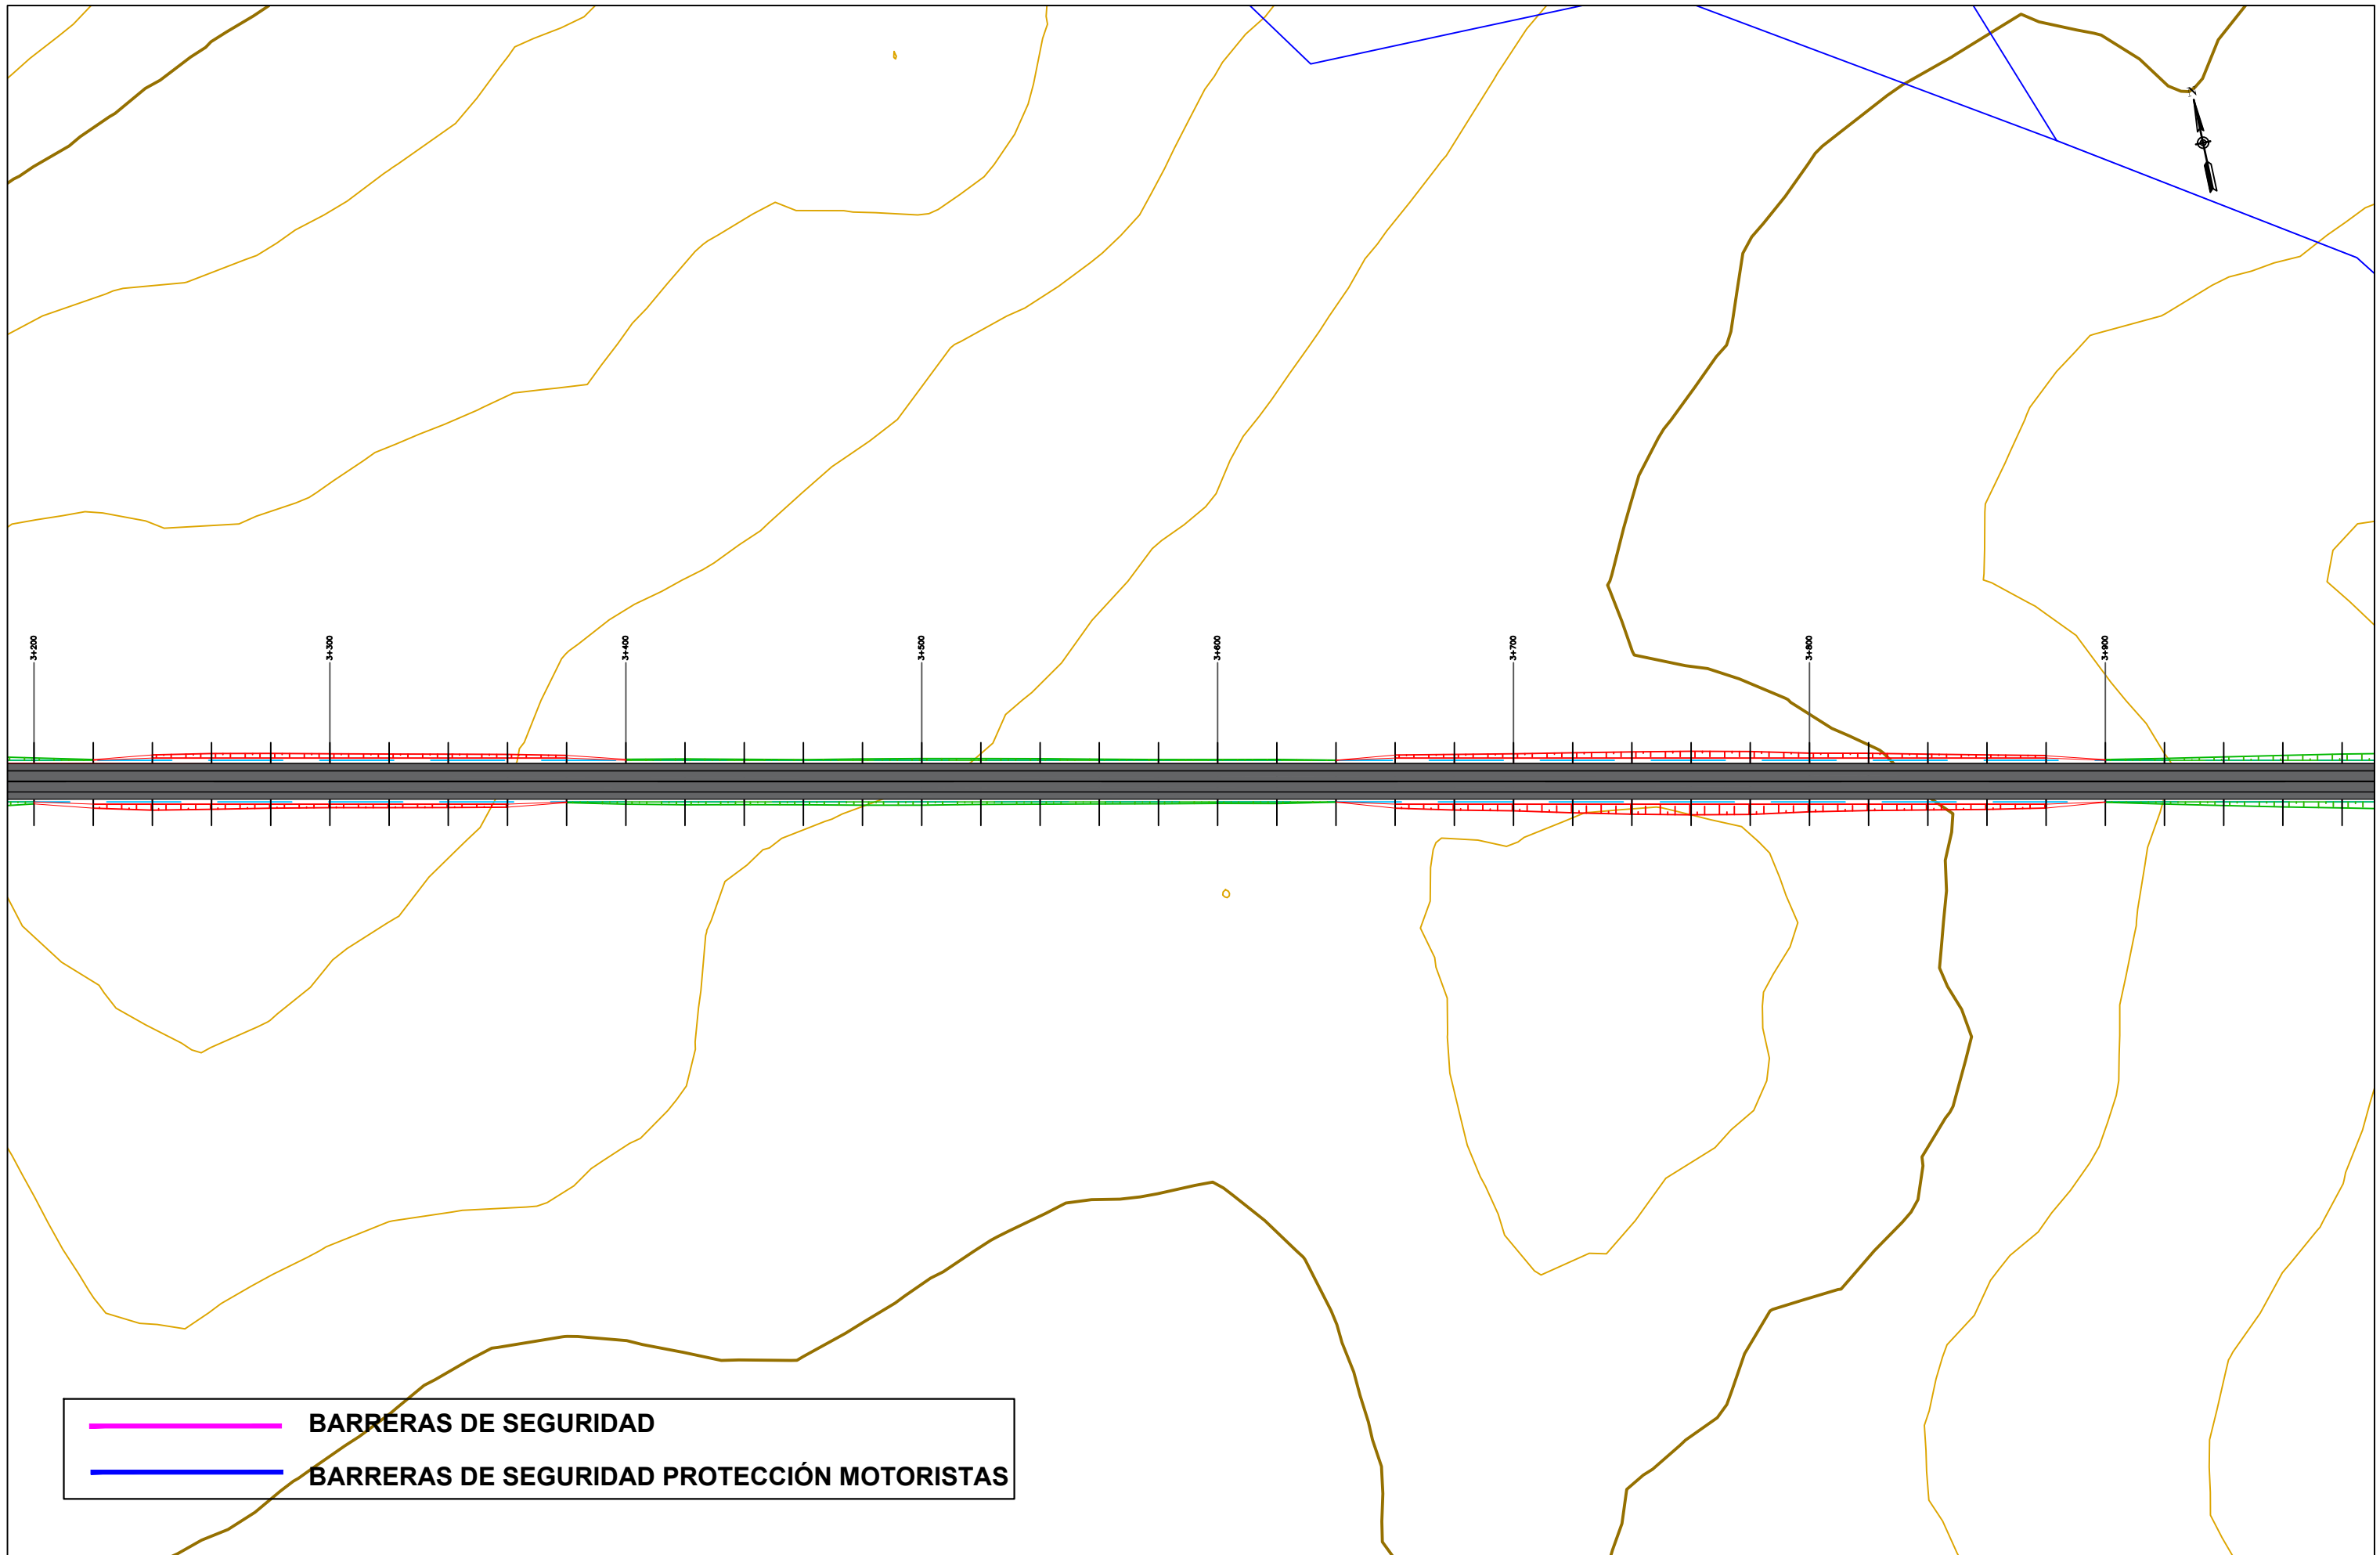 N
3+200
3+300
3+400
3+500
3+600
3+700
3+800
3+900
BARRERAS DE SEGURIDAD
BARRERAS DE SEGURIDAD PROTECCIÓN MOTORISTAS